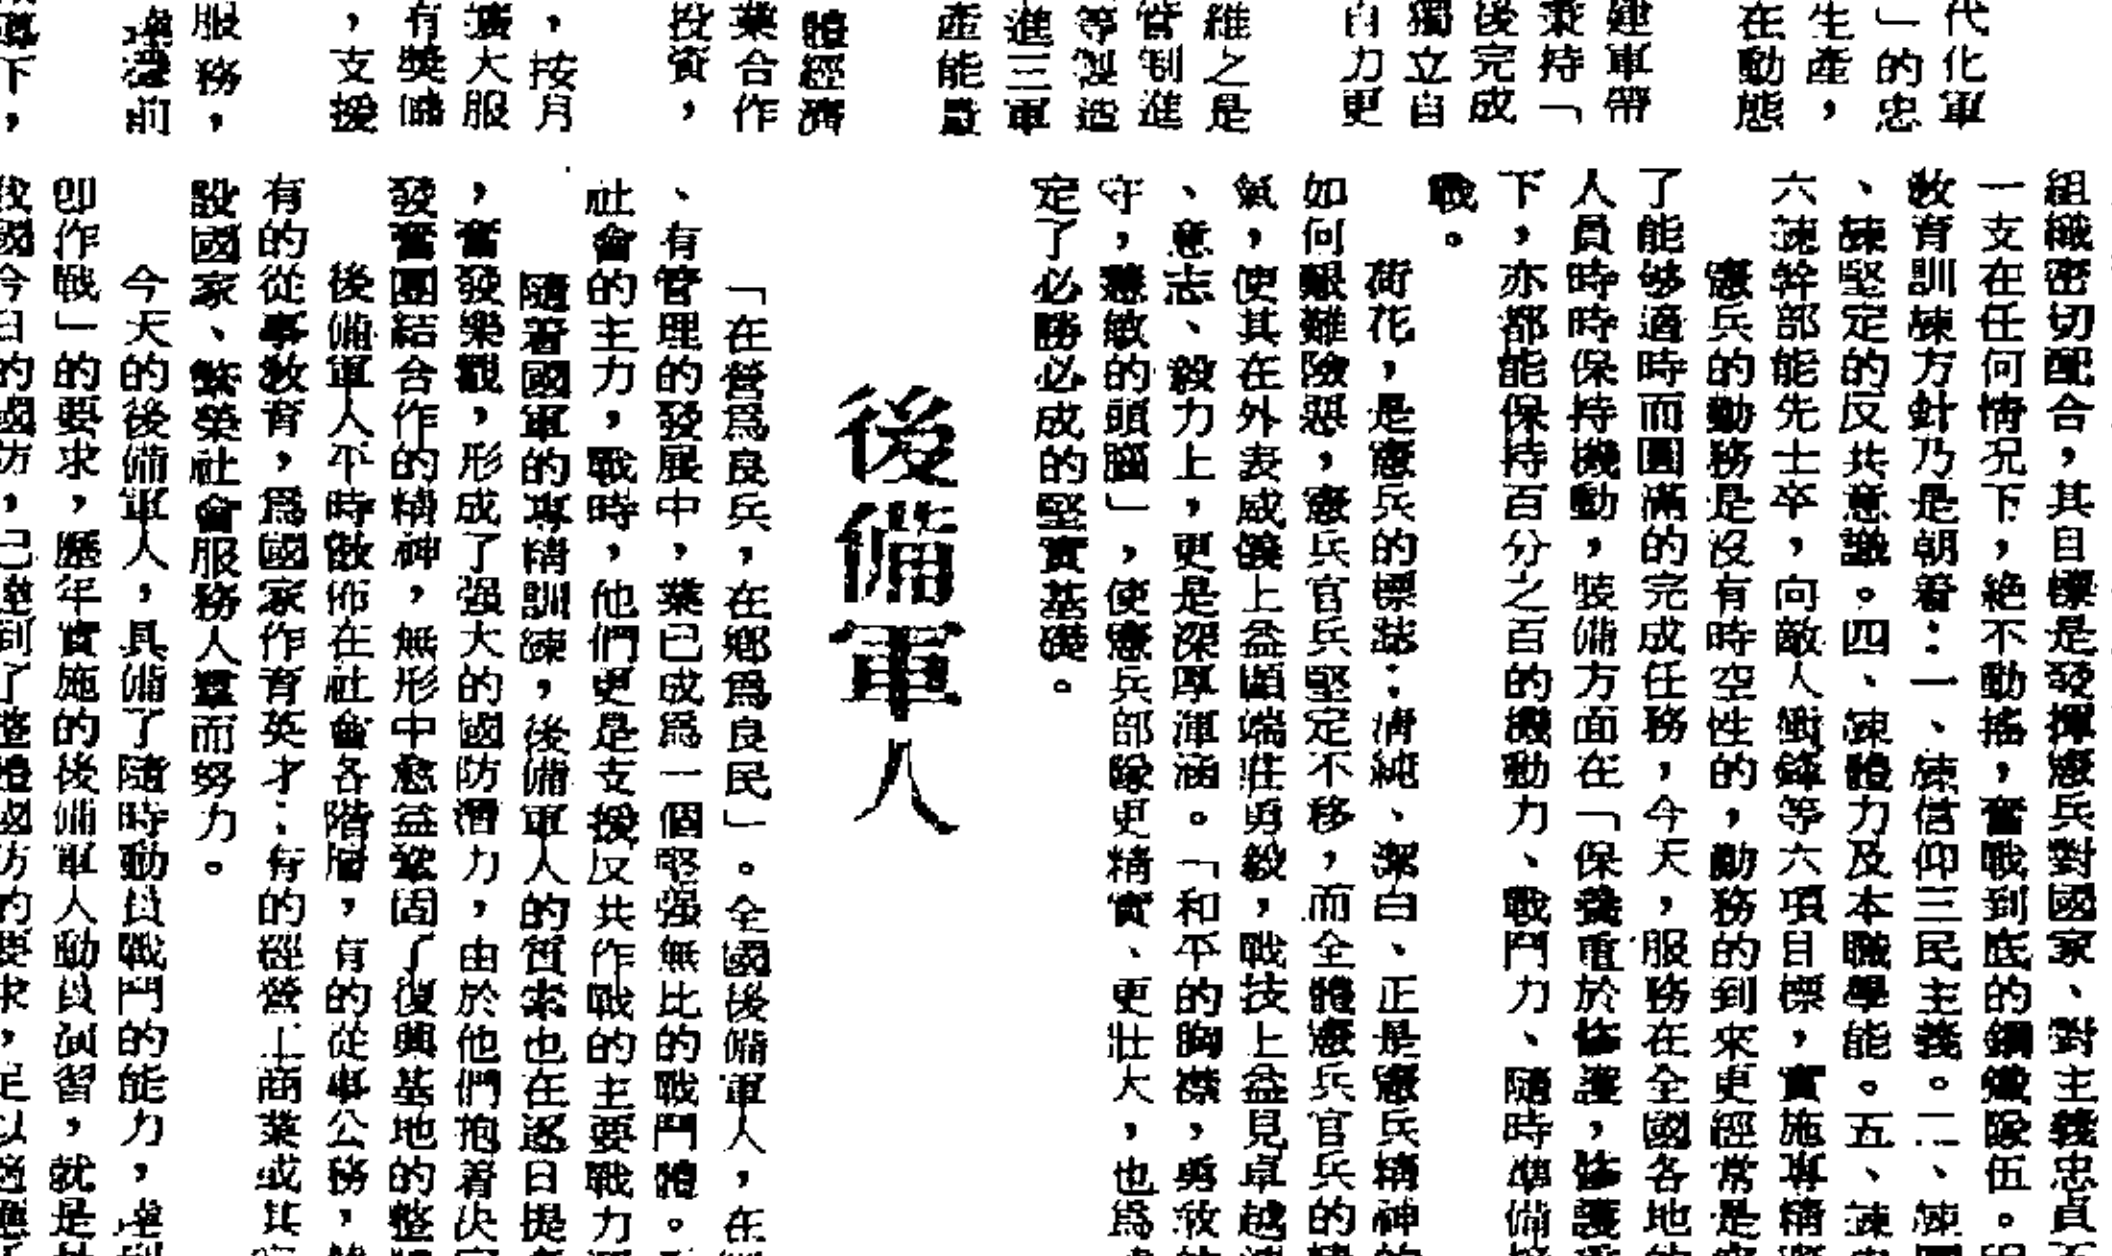 代化軍
」的忠
生產，
在動態
建軍帶
秉持「
後完成
獨立自
自力更
維之是
管制進
等製造
進三軍
產能量
體經濟
業合作
投資，
，按月
擴大服
有獎
，支援
服務，
前
下，
組織密切配合，其目標是發揮憲兵對國家、對主義忠貞
一支在任何情况下，絶不動搖，奮戰到底的鋼鐵隊伍。
教育訓練方針乃是朝着：一、練信仰三民主義。二、練
、練堅定的反共意識。四、練體力及本職學能。五、練
六練幹部能先士卒，向敵人衝鋒等六項目標，實施專精
憲兵的勤務是沒有時空性的，勤務的到來更經常是
了能够適時而圓滿的完成任務，今天，服務在全國各地的
人員時時保持機動，裝備方面在「保養重於修護，修護
下，亦都能保持百分之百的機動力、戰鬥力、隨時準備
戰。
荷花，是憲兵的標誌：清純、潔白、正是憲兵精神的
如何艱難險惡，憲兵官兵堅定不移，而全體憲兵官兵的
氣，使其在外表威儀上益顯端莊勇毅，戰技上益見卓越
、意志、毅力上，更是深厚渾涵。「和平的胸襟，勇敢的
守，慧敏的頭腦」，使憲兵部隊更精實、更壯大，也爲
定了必勝必成的堅實基礎。
後備軍人
「在營爲良兵，在鄉爲良民」。全國後備軍人，在
、有管理的發展中，業已成爲一個堅强無比的戰鬥體。
社會的主力，戰時，他們更是支援反共作戰的主要戰力
隨着國軍的專精訓練，後備軍人的質素也在逐日提
，奮發樂觀，形成了强大的國防潛力，由於他們抱着決
發奮團結合作的精神，無形中愈益鞏固了復興基地的整
後備軍人平時散佈在社會各階層，有的從事公務，
有的從事教育，爲國家作育英才；有的經營工商業或其
設國家、繁榮社會服務人羣而努力。
今天的後備軍人，具備了隨時動員戰鬥的能力，達到
卽作戰」的要求，歷年實施的後備軍人動員演習，就是
我國今日的國防，已達到了整體國防的要求，足以適應